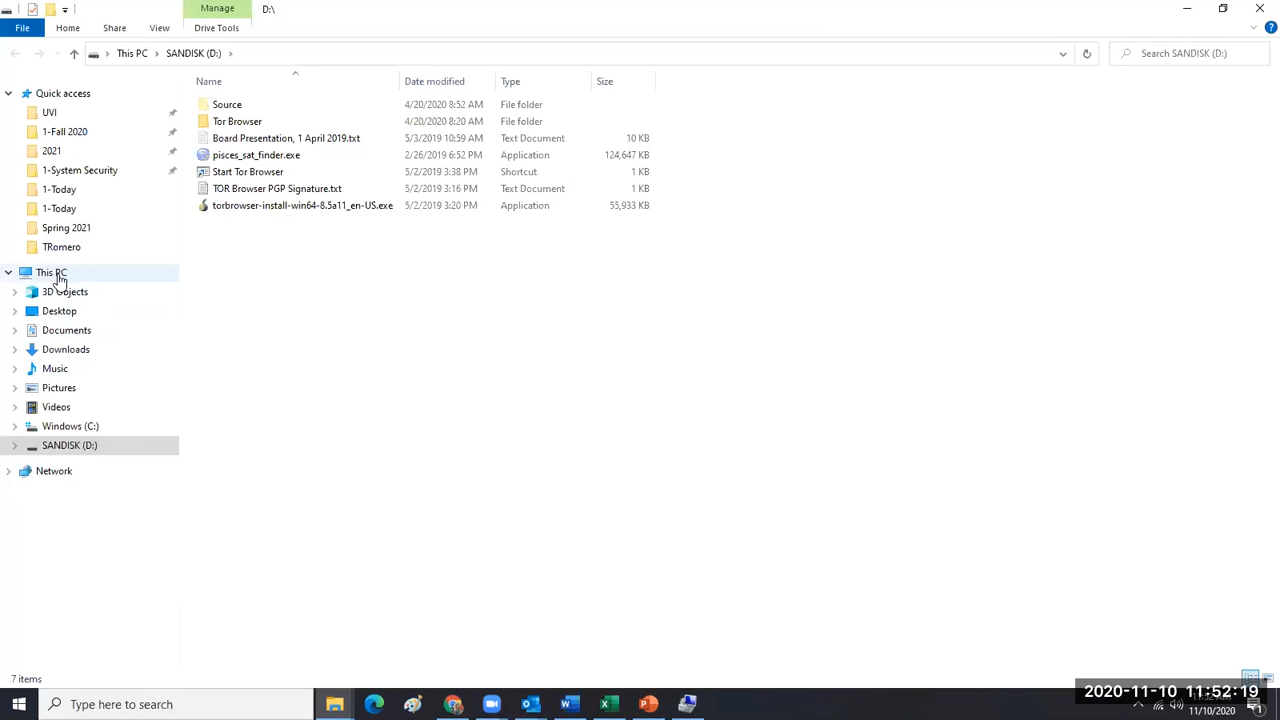 Manage D:\
File Home Share View Drive Tools
This PC SANDISK (D:) Search SANDISK (D:)
Name Date modified Type Size
Quick access
UVI
1-Fall 2020
2021
1-System Security
1-Today
1-Today
Spring 2021
TRomero
This PC
3D Objects
Desktop
Documents
Downloads
Music
Pictures
Videos
Windows (C:)
SANDISK (D:)
Network
Source 4/20/2020 8:52 AM File folder
Tor Browser 4/20/2020 8:20 AM File folder
Board Presentation, 1 April 2019.txt 5/3/2019 10:59 AM Text Document 10 KB
pisces_sat_finder.exe 2/26/2019 6:52 PM Application 124,647 KB
Start Tor Browser 5/2/2019 3:38 PM Shortcut 1 KB
TOR Browser PGP Signature.txt 5/2/2019 3:16 PM Text Document 1 KB
torbrowser-install-win64-8.5a11_en-US.exe 5/2/2019 3:20 PM Application 55,933 KB
7 items
2020-11-10 11:52:19
Type here to search
11/10/2020